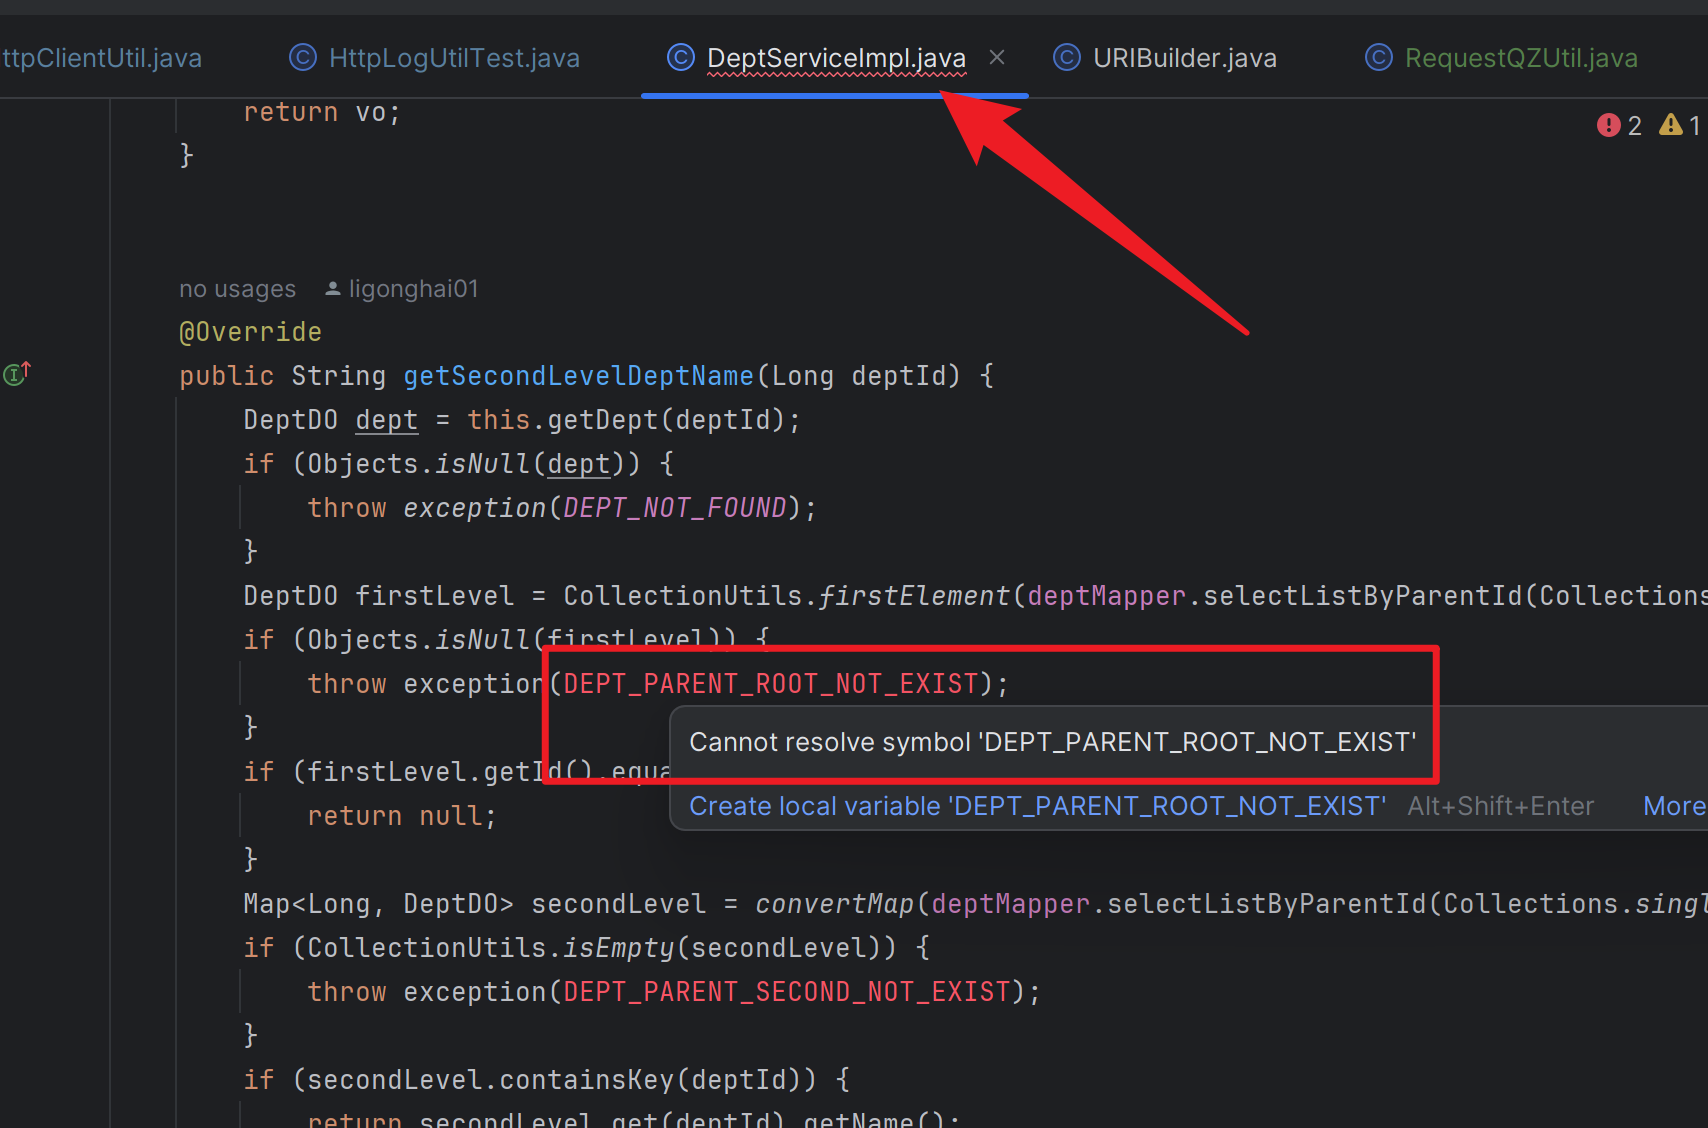 ttpClientUtil.java HttpLogUtilTest.java DeptServiceImpl.java URIBuilder.java RequestQZUtil.java
return vo;
2 1
}
no usages ligonghai01
@Override
public String getSecondLevelDeptName(Long deptId) {
DeptDO dept = this.getDept(deptId);
if (Objects.isNull(dept)) {
throw exception(DEPT_NOT_FOUND);
}
DeptDO firstLevel = CollectionUtils.firstElement(deptMapper.selectListByParentId(Collections
if (Objects.isNull(firstLevel)) {
throw exception(DEPT_PARENT_ROOT_NOT_EXIST);
}
Cannot resolve symbol 'DEPT_PARENT_ROOT_NOT_EXIST'
if (firstLevel.getId().equa
Create local variable 'DEPT_PARENT_ROOT_NOT_EXIST' Alt+Shift+Enter More
return null;
}
Map<Long, DeptDO> secondLevel = convertMap(deptMapper.selectListByParentId(Collections.singl
if (CollectionUtils.isEmpty(secondLevel)) {
throw exception(DEPT_PARENT_SECOND_NOT_EXIST);
}
if (secondLevel.containsKey(deptId)) {
return secondLevel.get(deptId).getName();